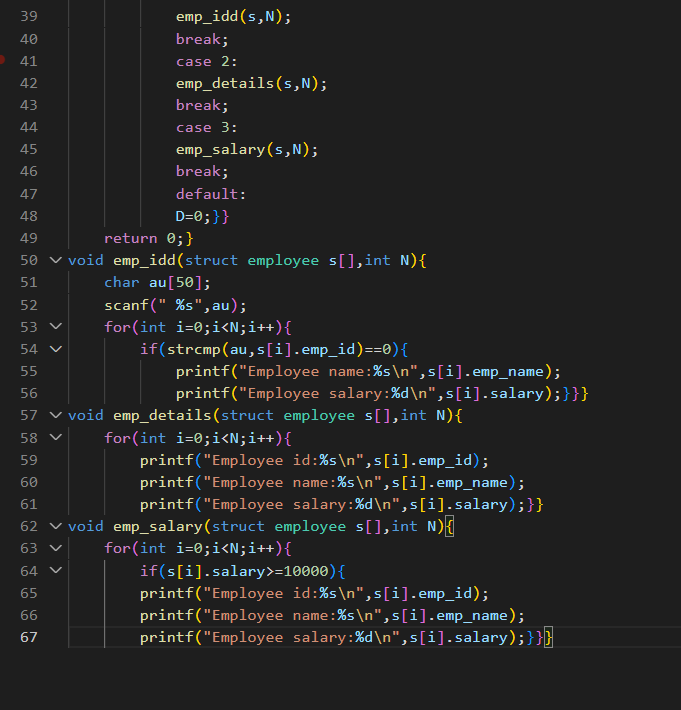 39 emp_idd(s,N);
40 break;
41 case 2:
42 emp_details(s,N);
43 break;
44 case 3:
45 emp_salary(s,N);
46 break;
47 default:
48 D=0;}}
49 return 0;}
50 void emp_idd(struct employee s[],int N){
51 char au[50];
52 scanf(" %s",au);
53 for(int i=0;i<N;i++){
54 if(strcmp(au,s[i].emp_id)==0){
55 printf("Employee name:%s\n",s[i].emp_name);
56 printf("Employee salary:%d\n",s[i].salary);}}}
57 void emp_details(struct employee s[],int N){
58 for(int i=0;i<N;i++){
59 printf("Employee id:%s\n",s[i].emp_id);
60 printf("Employee name:%s\n",s[i].emp_name);
61 printf("Employee salary:%d\n",s[i].salary);}}
62 void emp_salary(struct employee s[],int N){
63 for(int i=0;i<N;i++){
64 if(s[i].salary>=10000){
65 printf("Employee id:%s\n",s[i].emp_id);
66 printf("Employee name:%s\n",s[i].emp_name);
67 printf("Employee salary:%d\n",s[i].salary);}}}